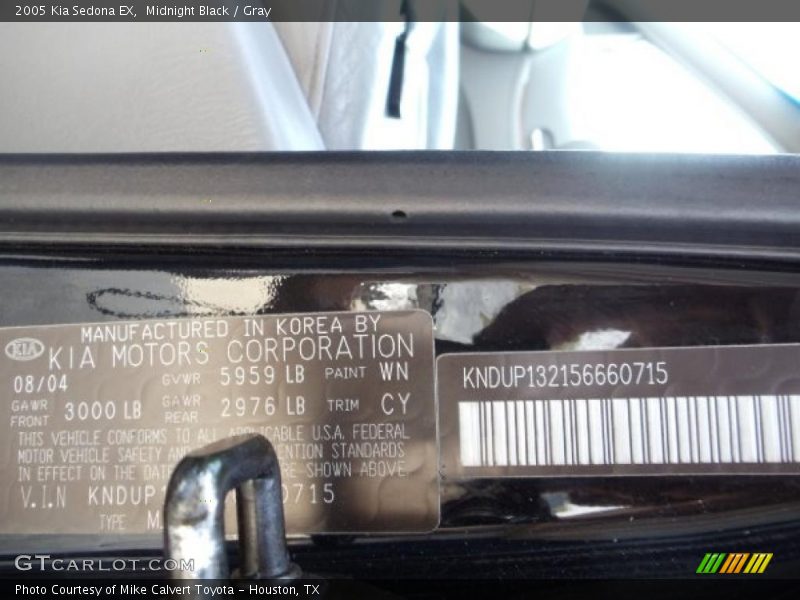 2005 Kia Sedona EX, Midnight Black / Gray
MANUFACTURED IN KOREA BY
KIA KIA MOTORS CORPORATION
08/04 GVWR 5959 LB PAINT WN
GAWR FRONT 3000 LB GAWR REAR 2976 LB TRIM CY
THIS VEHICLE CONFORMS TO ALL APPLICABLE U.S.A. FEDERAL
MOTOR VEHICLE SAFETY AND STANDARDS
IN EFFECT ON THE SHOWN ABOVE.
V.I.N KNDUP 0715
TYPE
KNDUP132156660715
GTCARLOT.COM
Photo Courtesy of Mike Calvert Toyota - Houston, TX